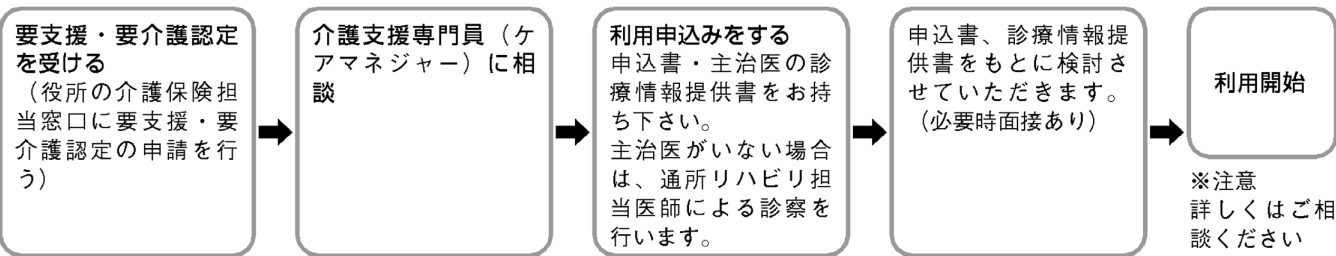 要支援・要介護認定
を受ける
（役所の介護保険担
当窓口に要支援・要
介護認定の申請を行
う）
介護支援専門員（ケ
アマネジャー）に相
談
利用申込みをする
申込書・主治医の診
療情報提供書をお持
ち下さい。
主治医がいない場合
は、通所リハビリ担
当医師による診察を
行います。
申込書、診療情報提
供書をもとに検討さ
せていただきます。
（必要時面接あり）
利用開始
※注意
詳しくはご相
談ください